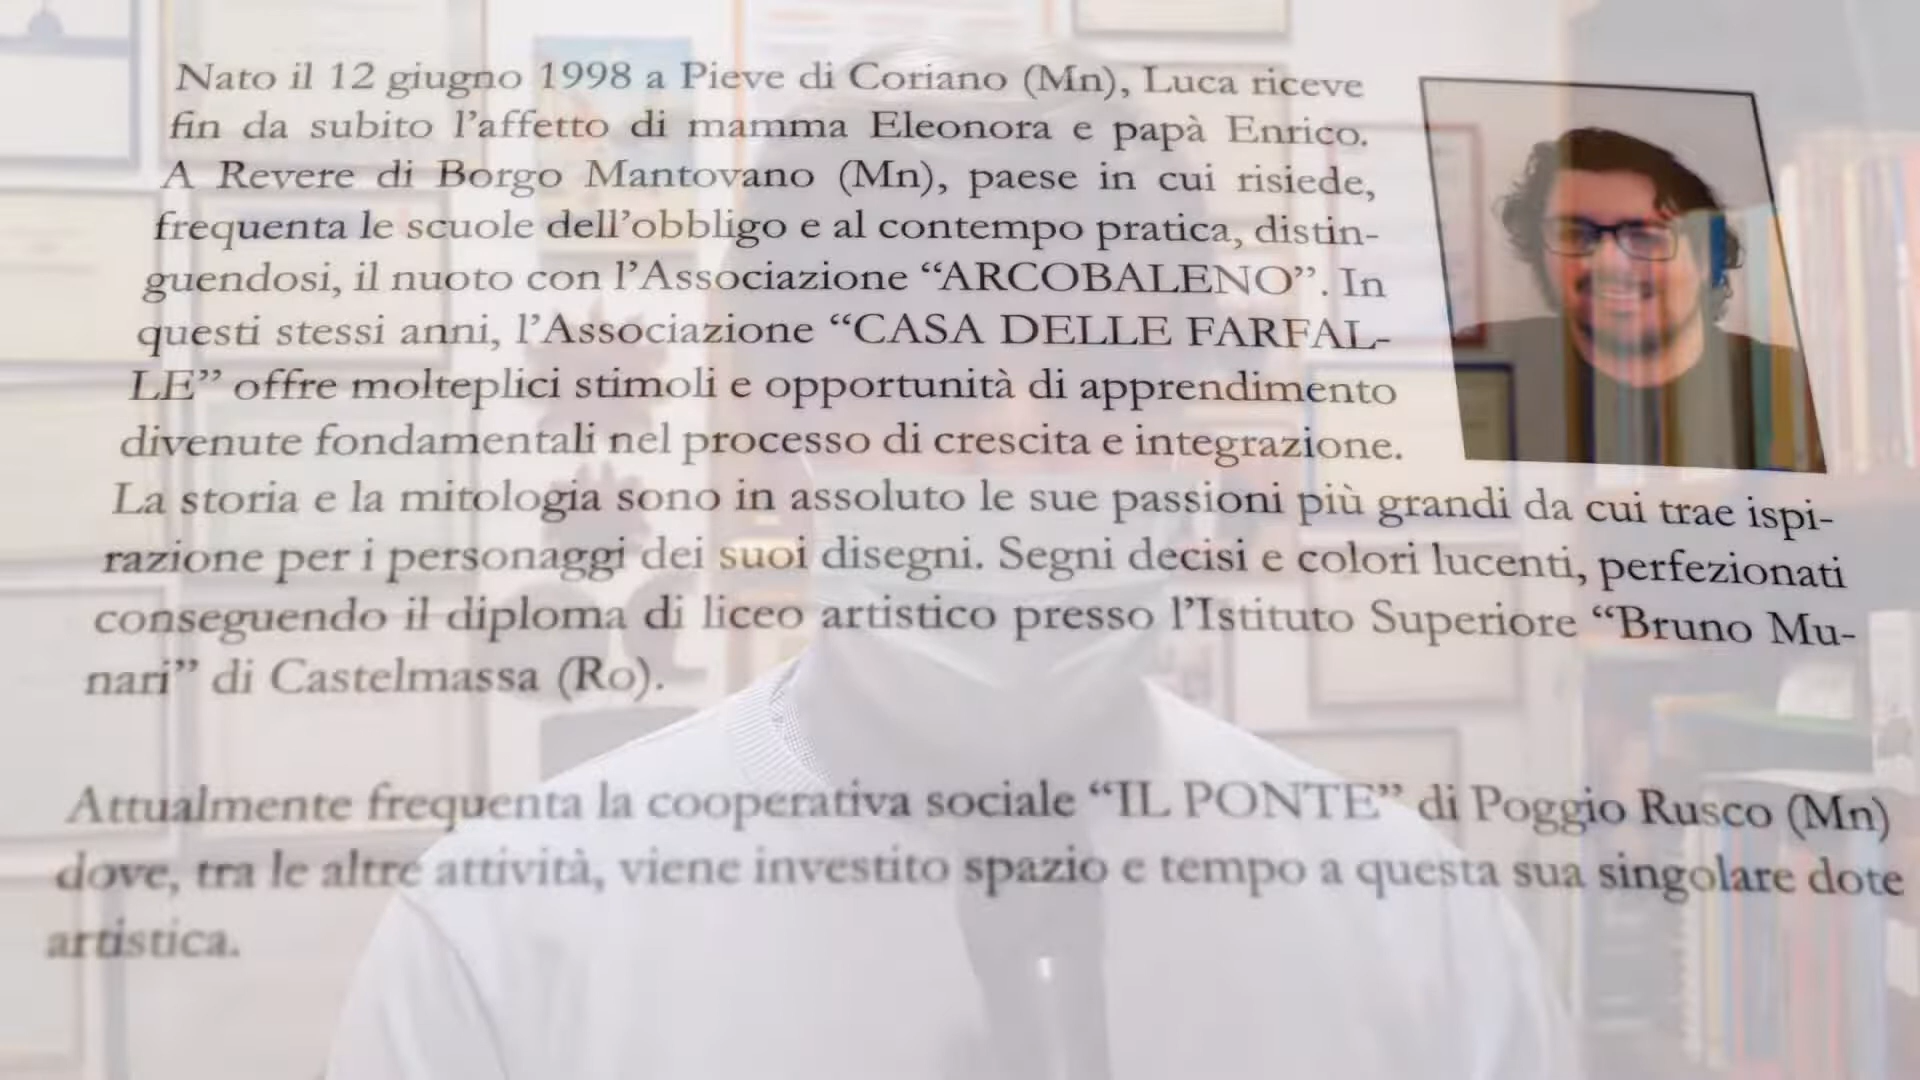 Nato il 12 giugno 1998 a Pieve di Coriano (Mn), Luca riceve
fin da subito l'affetto di mamma Eleonora e papà Enrico.
A Revere di Borgo Mantovano (Mn), paese in cui risiede,
frequenta le scuole dell'obbligo e al contempo pratica, distin-
guendosi, il nuoto con l'Associazione “ARCOBALENO”. In
questi stessi anni, l'Associazione “CASA DELLE FARFAL-
LE” offre molteplici stimoli e opportunità di apprendimento
divenute fondamentali nel processo di crescita e integrazione.
La storia e la mitologia sono in assoluto le sue passioni più grandi da cui trae ispi-
razione per i personaggi dei suoi disegni. Segni decisi e colori lucenti, perfezionati
conseguendo il diploma di liceo artistico presso l'Istituto Superiore “Bruno Mu-
nari” di Castelmassa (Ro).
Attualmente frequenta la cooperativa sociale “IL PONTE” di Poggio Rusco (Mn)
dove, tra le altre attività, viene investito spazio e tempo a questa sua singolare dote
artistica.